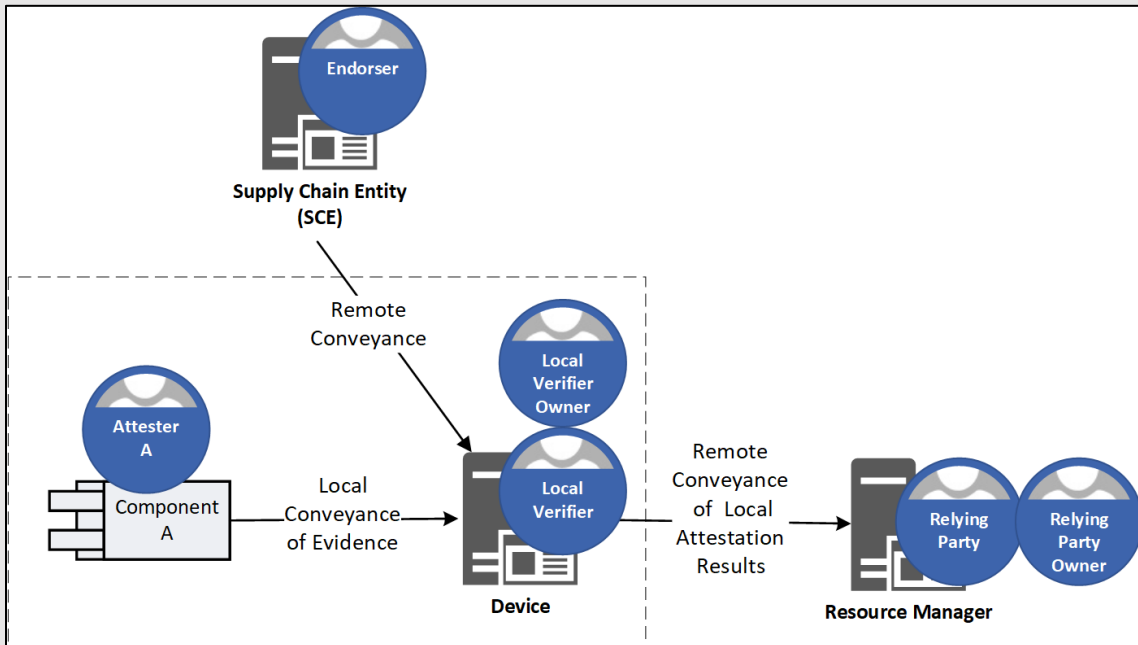 Endorser
Supply Chain Entity
(SCE)
Remote
Conveyance
Local
Verifier
Owner
Attester
A
Component
A
Local
Conveyance
of Evidence
Local
Verifier
Device
Remote
Conveyance
of Local
Attestation
Results
Relying
Party
Relying
Party
Owner
Resource Manager